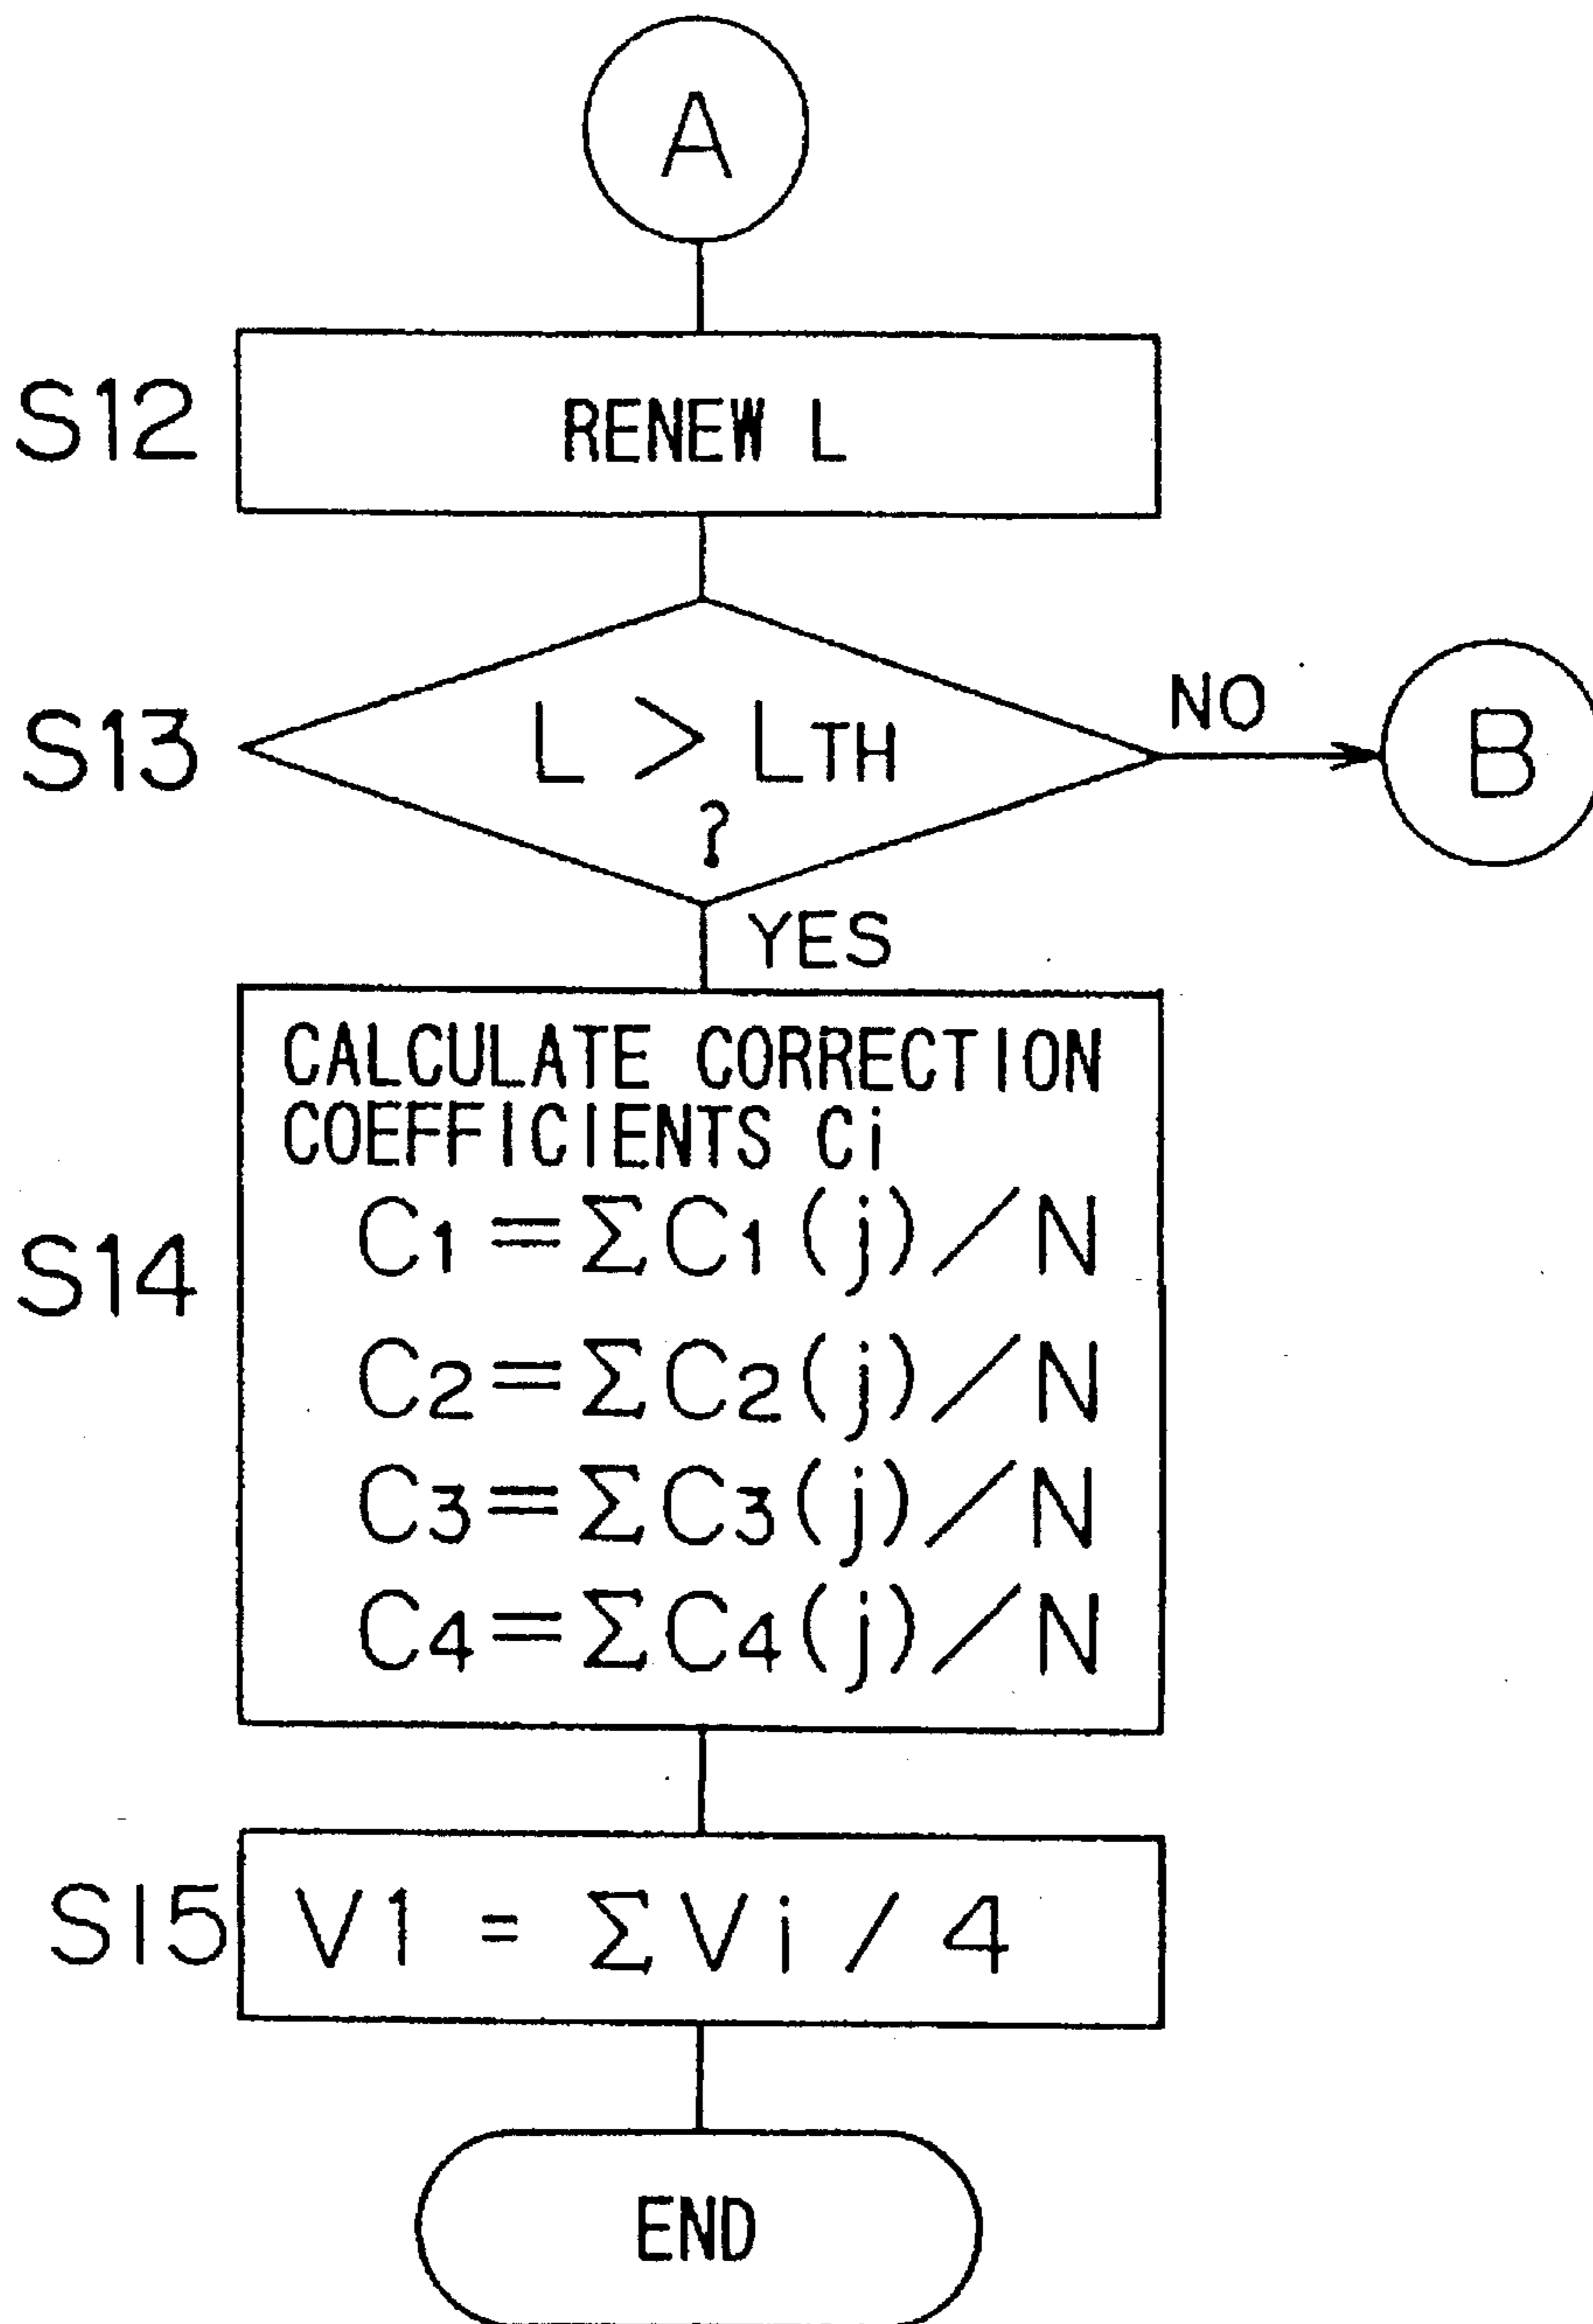 A
S12
RENEW L
S13
L > LTH
?
NO
B
YES
S14
CALCULATE CORRECTION
COEFFICIENTS Ci
C1=ΣC1(j)/N
C2=ΣC2(j)/N
C3=ΣC3(j)/N
C4=ΣC4(j)/N
S15
V1 = ΣVi/4
END